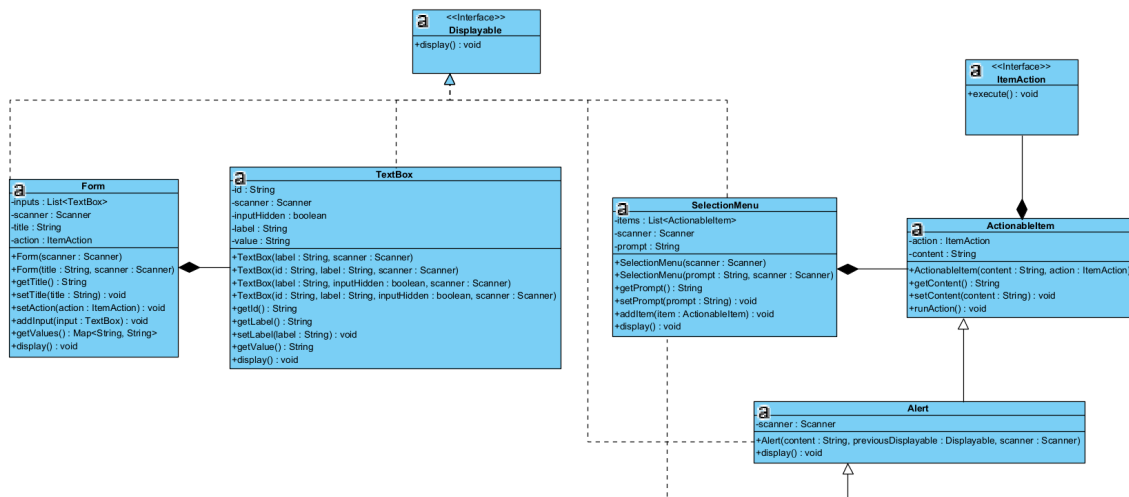 <<Interface>>
Displayable
+display() : void
<<Interface>>
ItemAction
+execute() : void
Form
-inputs : List<TextBox>
-scanner : Scanner
-title : String
-action : ItemAction
+Form(scanner : Scanner)
+Form(title : String, scanner : Scanner)
+getTitle() : String
+setTitle(title : String) : void
+setAction(action : ItemAction) : void
+addInput(input : TextBox) : void
+getValues() : Map<String, String>
+display() : void
TextBox
-id : String
-scanner : Scanner
-inputHidden : boolean
-label : String
-value : String
+TextBox(label : String, scanner : Scanner)
+TextBox(id : String, label : String, scanner : Scanner)
+TextBox(label : String, inputHidden : boolean, scanner : Scanner)
+TextBox(id : String, label : String, inputHidden : boolean, scanner : Scanner)
+getId() : String
+getLabel() : String
+setLabel(label : String) : void
+getValue() : String
+display() : void
SelectionMenu
-items : List<ActionableItem>
-scanner : Scanner
-prompt : String
+SelectionMenu(scanner : Scanner)
+SelectionMenu(prompt : String, scanner : Scanner)
+getPrompt() : String
+setPrompt(prompt : String) : void
+addItem(item : ActionableItem) : void
+display() : void
ActionableItem
-action : ItemAction
-content : String
+ActionableItem(content : String, action : ItemAction)
+getContent() : String
+setContent(content : String) : void
+runAction() : void
Alert
-scanner : Scanner
+Alert(content : String, previousDisplayable : Displayable, scanner : Scanner)
+display() : void